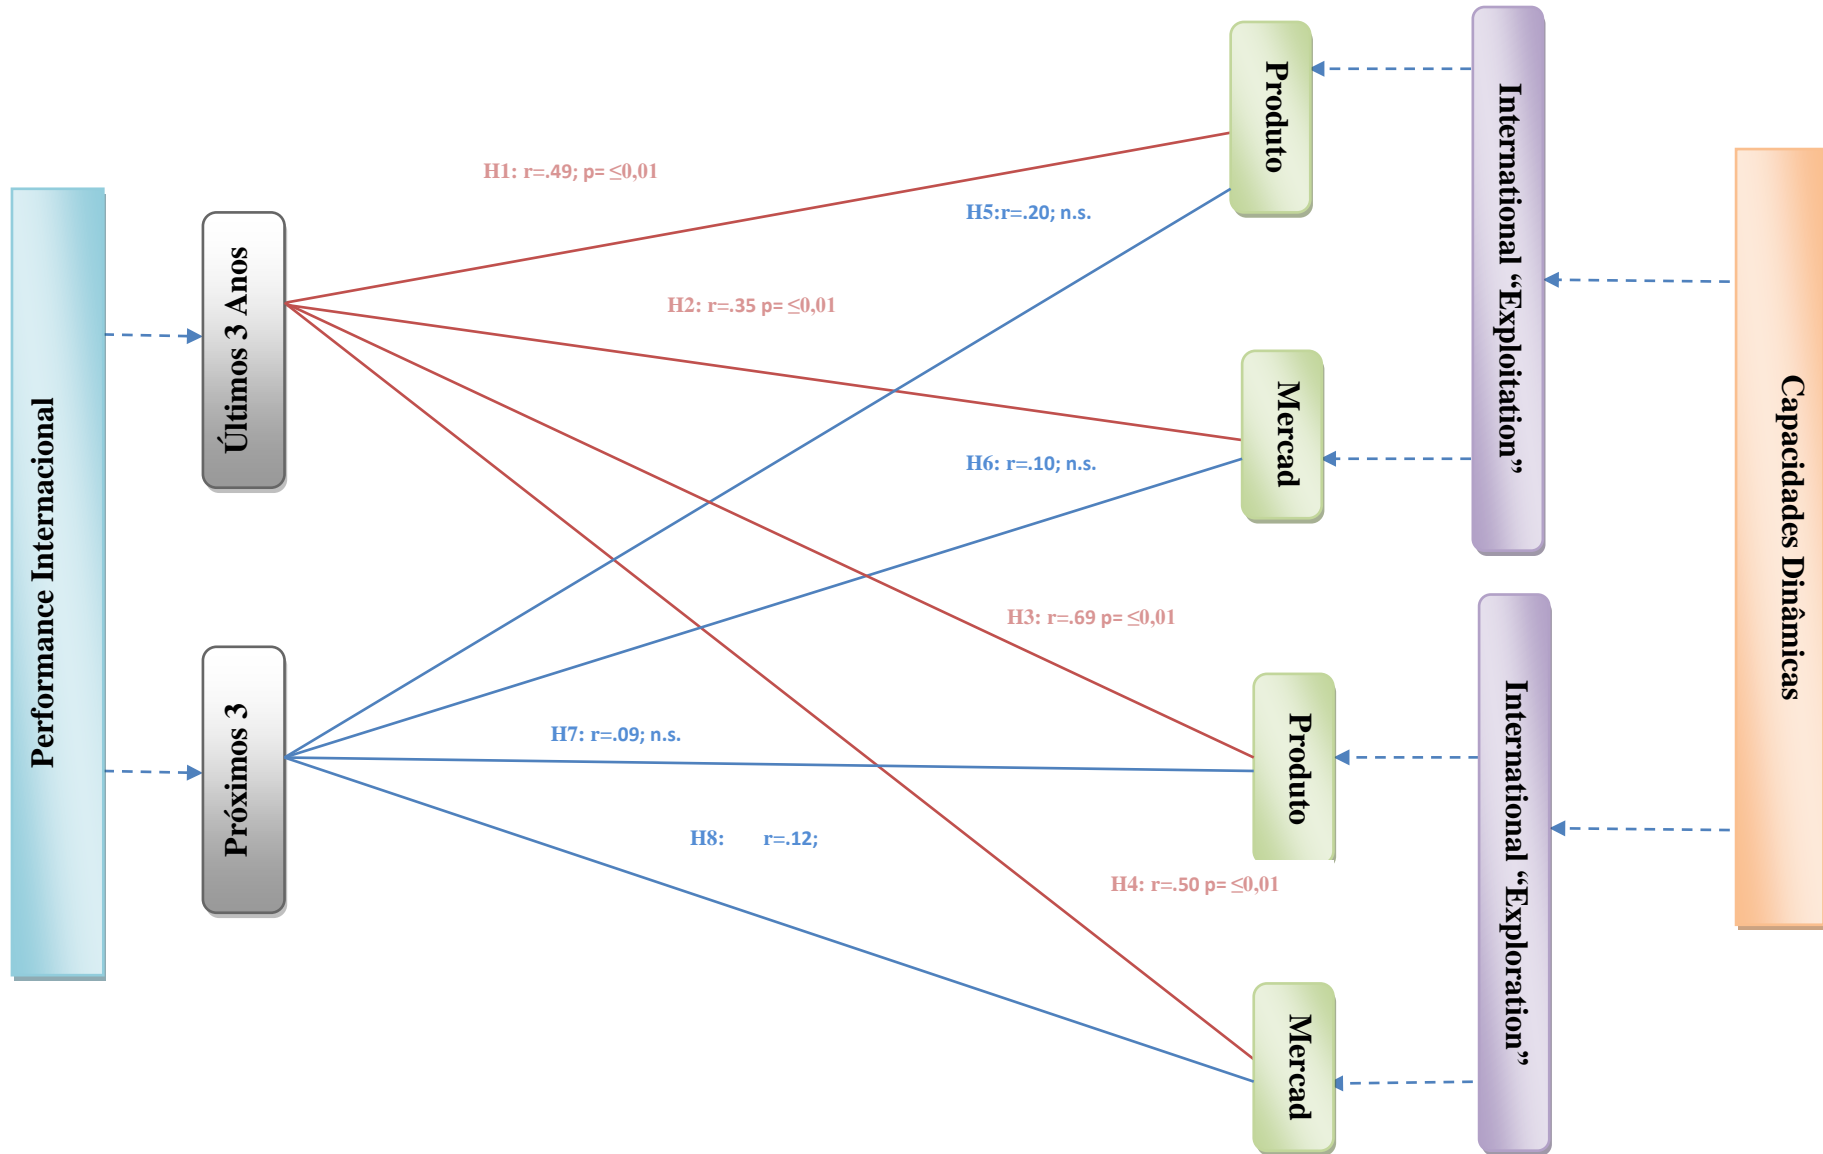 Performance Internacional
Últimos 3 Anos
Próximos 3
H1: r=.49; p= ≤0,01
H5:r=.20; n.s.
H2: r=.35 p= ≤0,01
H6: r=.10; n.s.
H3: r=.69 p= ≤0,01
H7: r=.09; n.s.
H8: r=.12;
H4: r=.50 p= ≤0,01
Produto
Mercad
Produto
Mercad
International “Exploitation”
International “Exploration”
Capacidades Dinâmicas